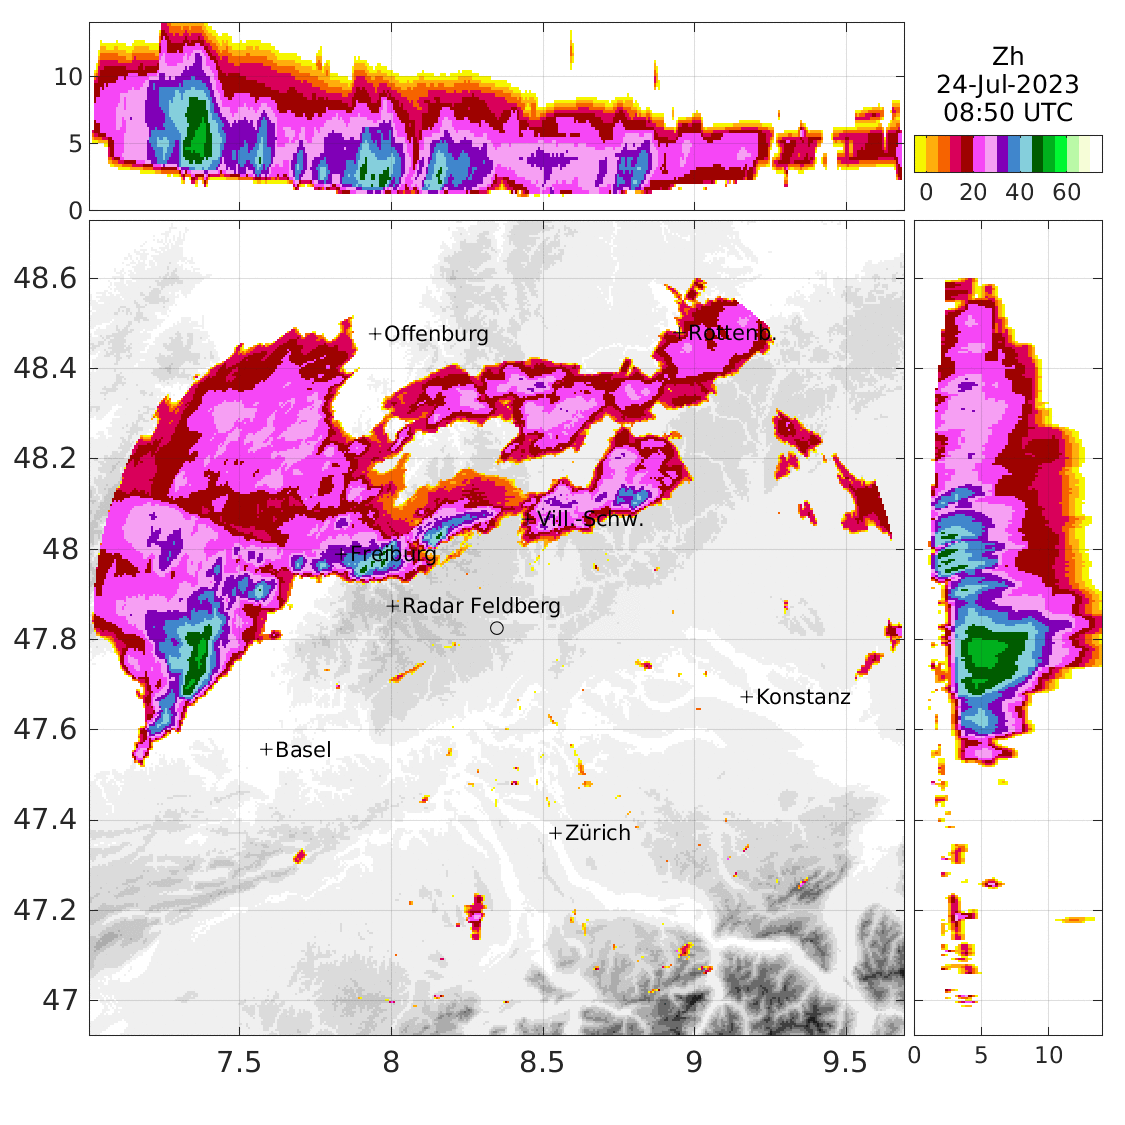 10
5
0
Zh
24-Jul-2023
08:50 UTC
0 20 40 60
48.6
48.4
48.2
48
47.8
47.6
47.4
47.2
47
+Offenburg
+Rottenb.
+Vill.-Schw.
+Freiburg
+Radar Feldberg
+Konstanz
+Basel
+Zürich
7.5 8 8.5 9 9.5
0 5 10